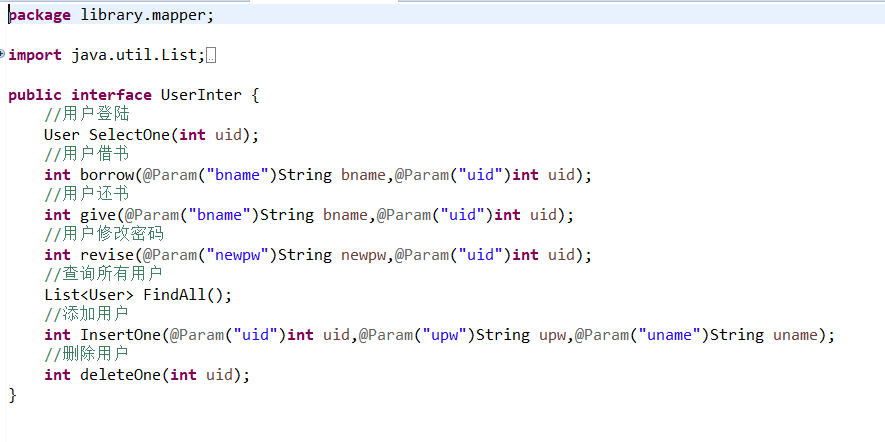 package library.mapper;
import java.util.List;
public interface UserInter {
//用户登陆
User SelectOne(int uid);
//用户借书
int borrow(@Param("bname")String bname,@Param("uid")int uid);
//用户还书
int give(@Param("bname")String bname,@Param("uid")int uid);
//用户修改密码
int revise(@Param("newpw")String newpw,@Param("uid")int uid);
//查询所有用户
List<User> FindAll();
//添加用户
int InsertOne(@Param("uid")int uid,@Param("upw")String upw,@Param("uname")String uname);
//删除用户
int deleteOne(int uid);
}